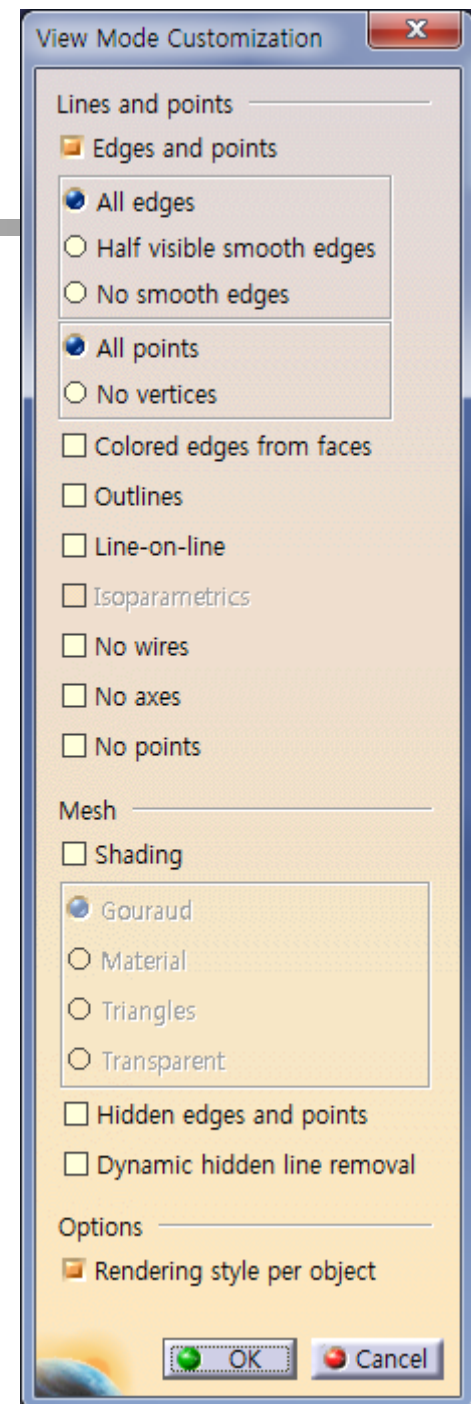 View Mode Customization
Lines and points
Edges and points
All edges
Half visible smooth edges
No smooth edges
All points
No vertices
Colored edges from faces
Outlines
Line-on-line
Isoparametrics
No wires
No axes
No points
Mesh
Shading
Gouraud
Material
Triangles
Transparent
Hidden edges and points
Dynamic hidden line removal
Options
Rendering style per object
OK Cancel